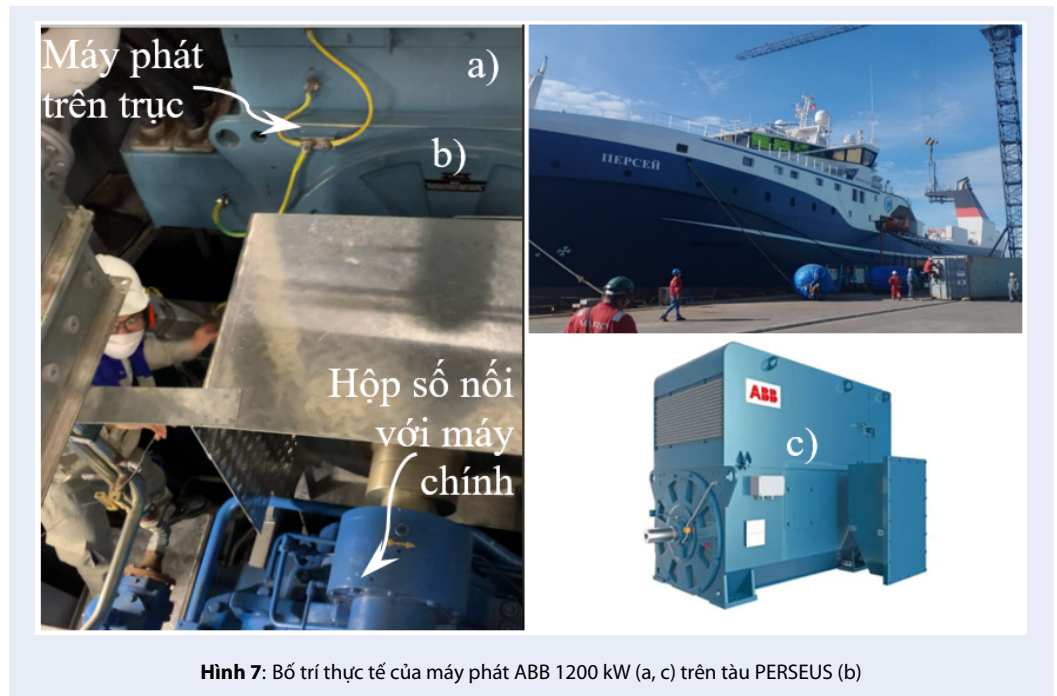 Máy phát
trên trục
a)
b)
Hộp số nối
với máy
chính
ПЕРСЕЙ
ABB
c)
Hình 7: Bố trí thực tế của máy phát ABB 1200 kW (a, c) trên tàu PERSEUS (b)